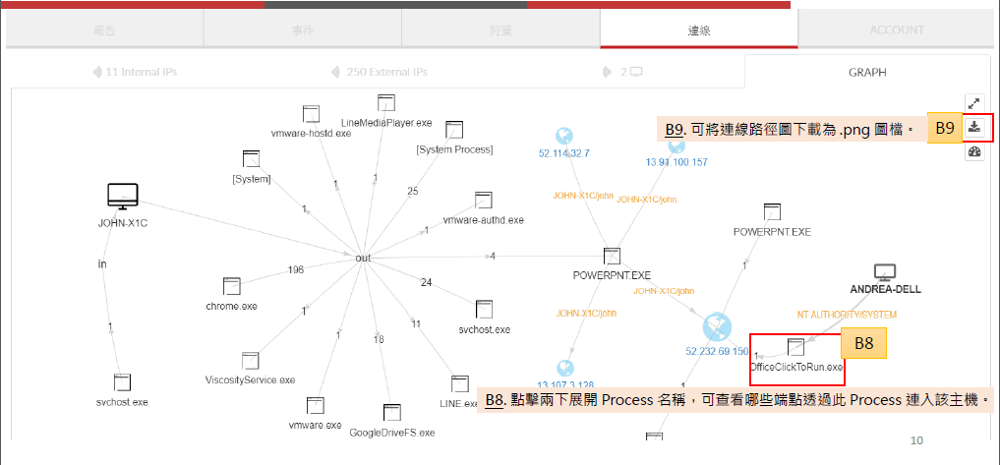 報告
事件
狩獵
連線
ACCOUNT
11 Internal IPs
250 External IPs
2
GRAPH
B9. 可將連線路徑圖下載為.png 圖檔。
B9
LineMediaPlayer.exe
vmware-hostd.exe
[System Process]
52.114.32.7
13.91.100.157
[System]
1
1
25
JOHN-X1C/john
JOHN-X1C/john
JOHN-X1C
1
vmware-authd.exe
1
POWERPNT.EXE
in
out
4
POWERPNT.EXE
1
196
24
JOHN-X1C/john
ANDREA-DELL
chrome.exe
1
JOHN-X1C/john
NT AUTHORITY/SYSTEM
1
11
svchost.exe
1
18
52.232.69.150
1
B8
OfficeClickToRun.exe
ViscosityService.exe
svchost.exe
LINE.exe
13.107.3.128
1
B8. 點擊兩下展開 Process 名稱，可查看哪些端點透過此 Process 連入該主機。
vmware.exe
GoogleDriveFS.exe
10